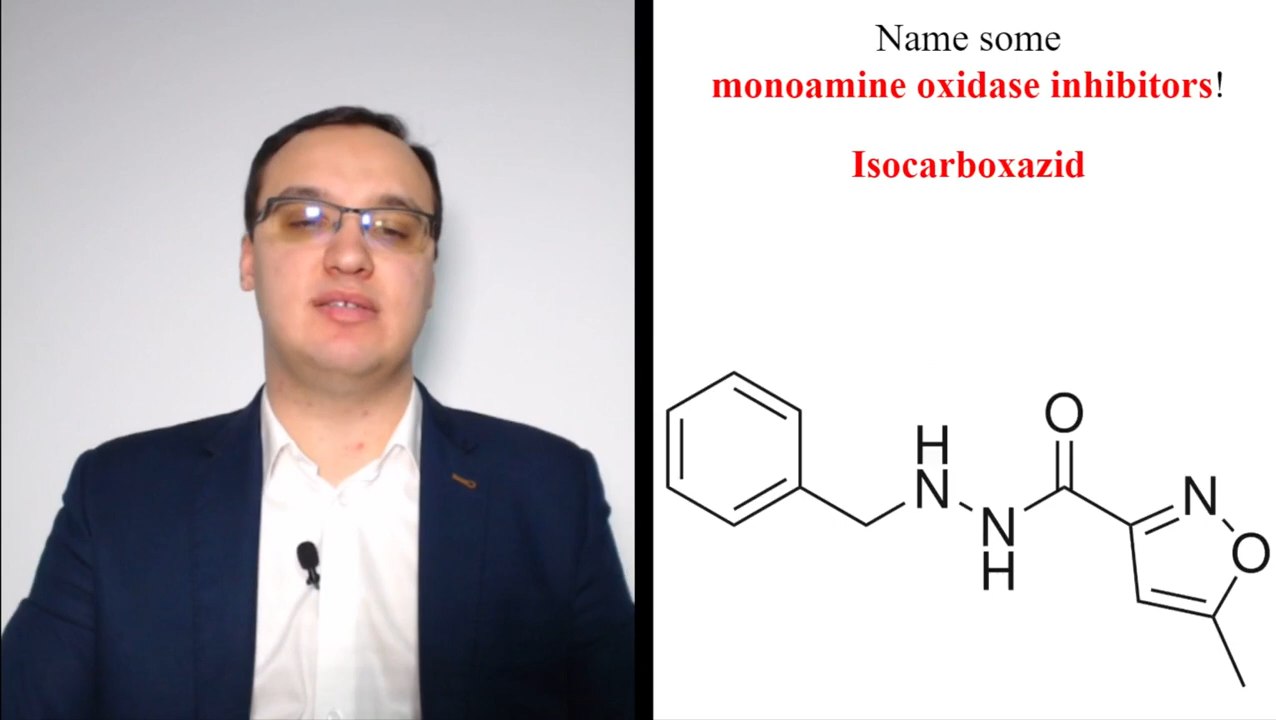 Name some
monoamine oxidase inhibitors!
Isocarboxazid
O
H
N
N
H
N
O